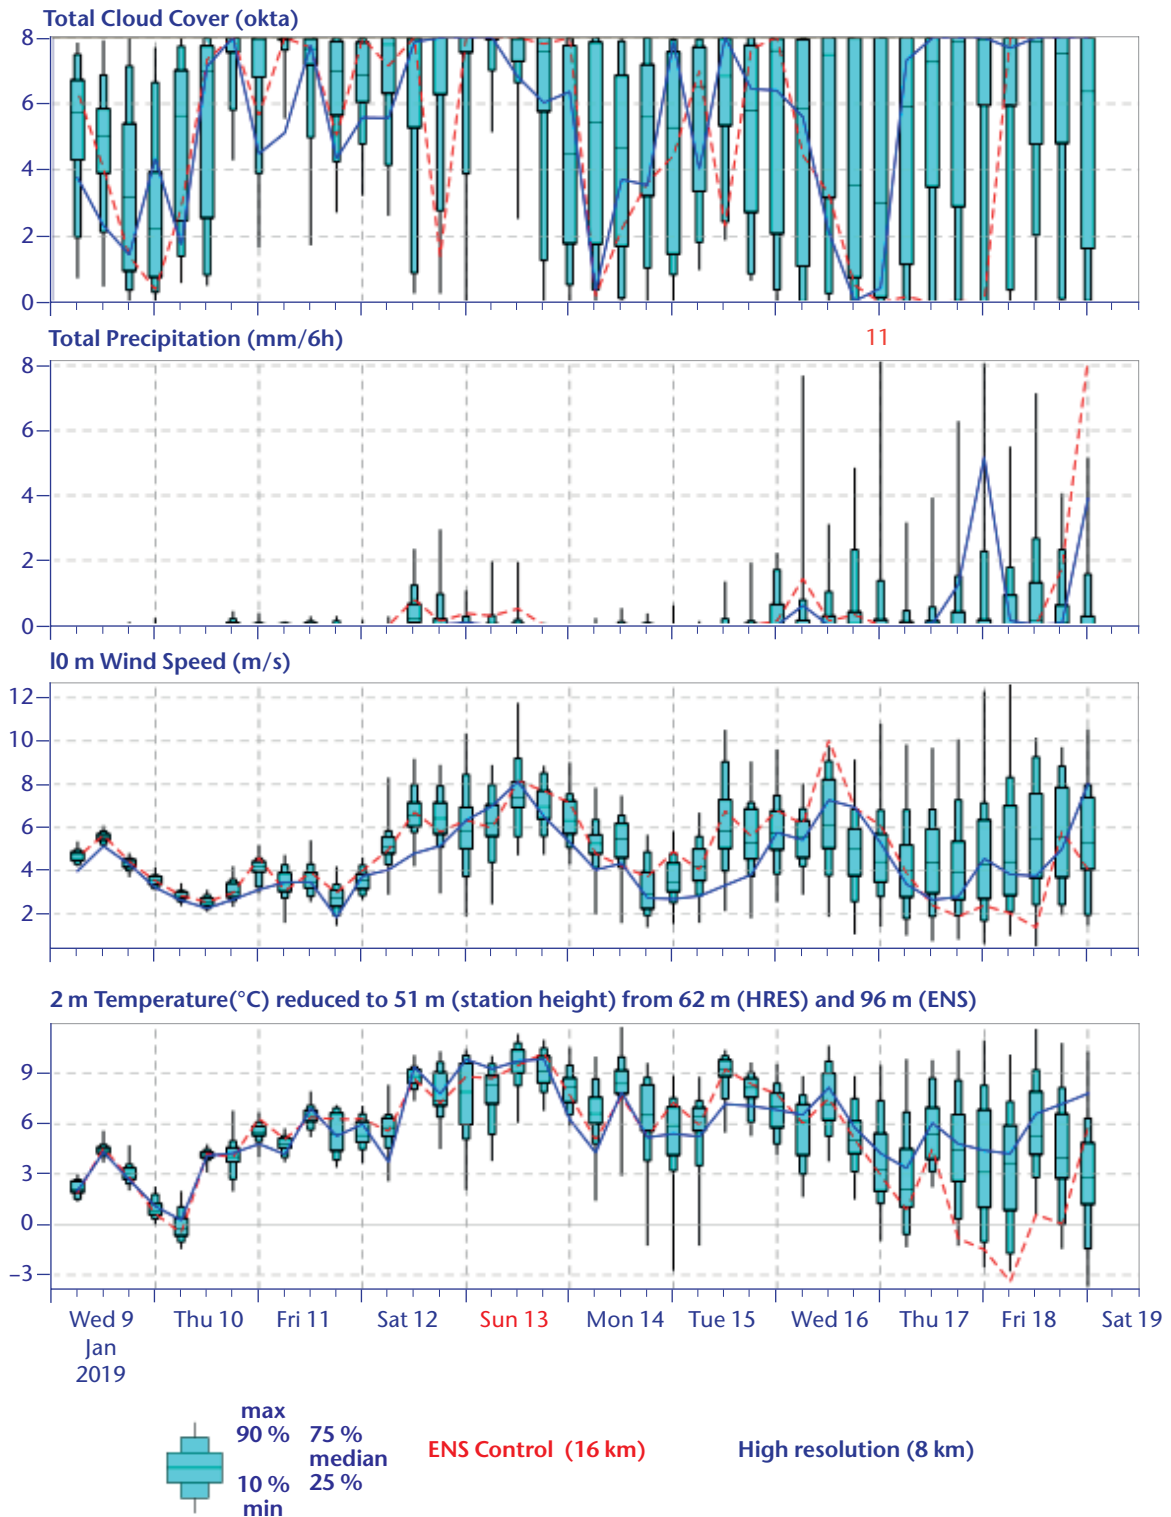 Total Cloud Cover (okta)
8
6
4
2
0
Total Precipitation (mm/6h)
11
8
6
4
2
0
l0 m Wind Speed (m/s)
12
10
8
6
4
2
2 m Temperature(°C) reduced to 51 m (station height) from 62 m (HRES) and 96 m (ENS)
9
6
3
0
−3
Wed 9 Thu 10 Fri 11 Sat 12 Sun 13 Mon 14 Tue 15 Wed 16 Thu 17 Fri 18 Sat 19
Jan
2019
max
90 % 75 %
median
10 % 25 %
min
ENS Control (16 km)
High resolution (8 km)